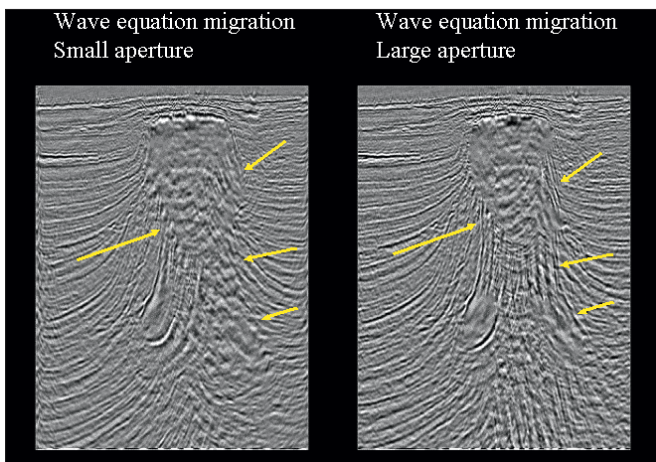 Wave equation migration
Small aperture
Wave equation migration
Large aperture